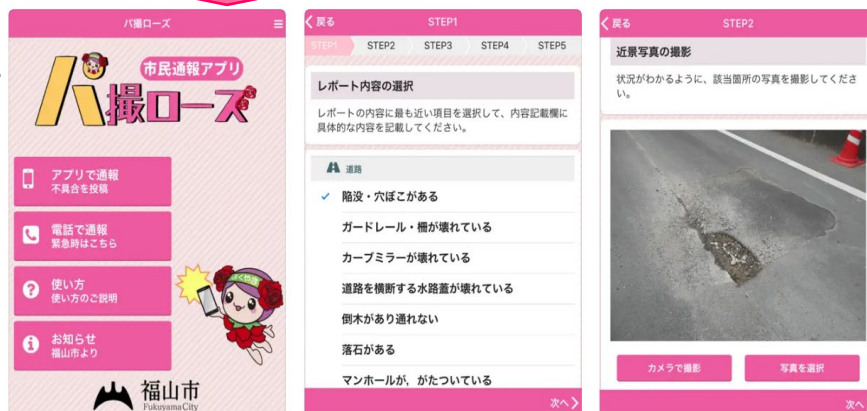 パ撮ローズ
市民通報アプリ
パ撮ローズ
アプリで通報
不具合を投稿
電話で通報
緊急時はこちら
使い方
使い方のご説明
お知らせ
福山市より
福山市
Fukuyama City
戻る
STEP1
STEP1
STEP2
STEP3
STEP4
STEP5
レポート内容の選択
レポートの内容に最も近い項目を選択して、内容記載欄に
具体的な内容を記載してください。
道路
陥没・穴ぼこがある
ガードレール・柵が壊れている
カーブミラーが壊れている
道路を横断する水路蓋が壊れている
倒木があり通れない
落石がある
マンホールが，がたついている
次へ
戻る
STEP2
近景写真の撮影
状況がわかるように、該当箇所の写真を撮影してくださ
い。
カメラで撮影
写真を選択
次へ